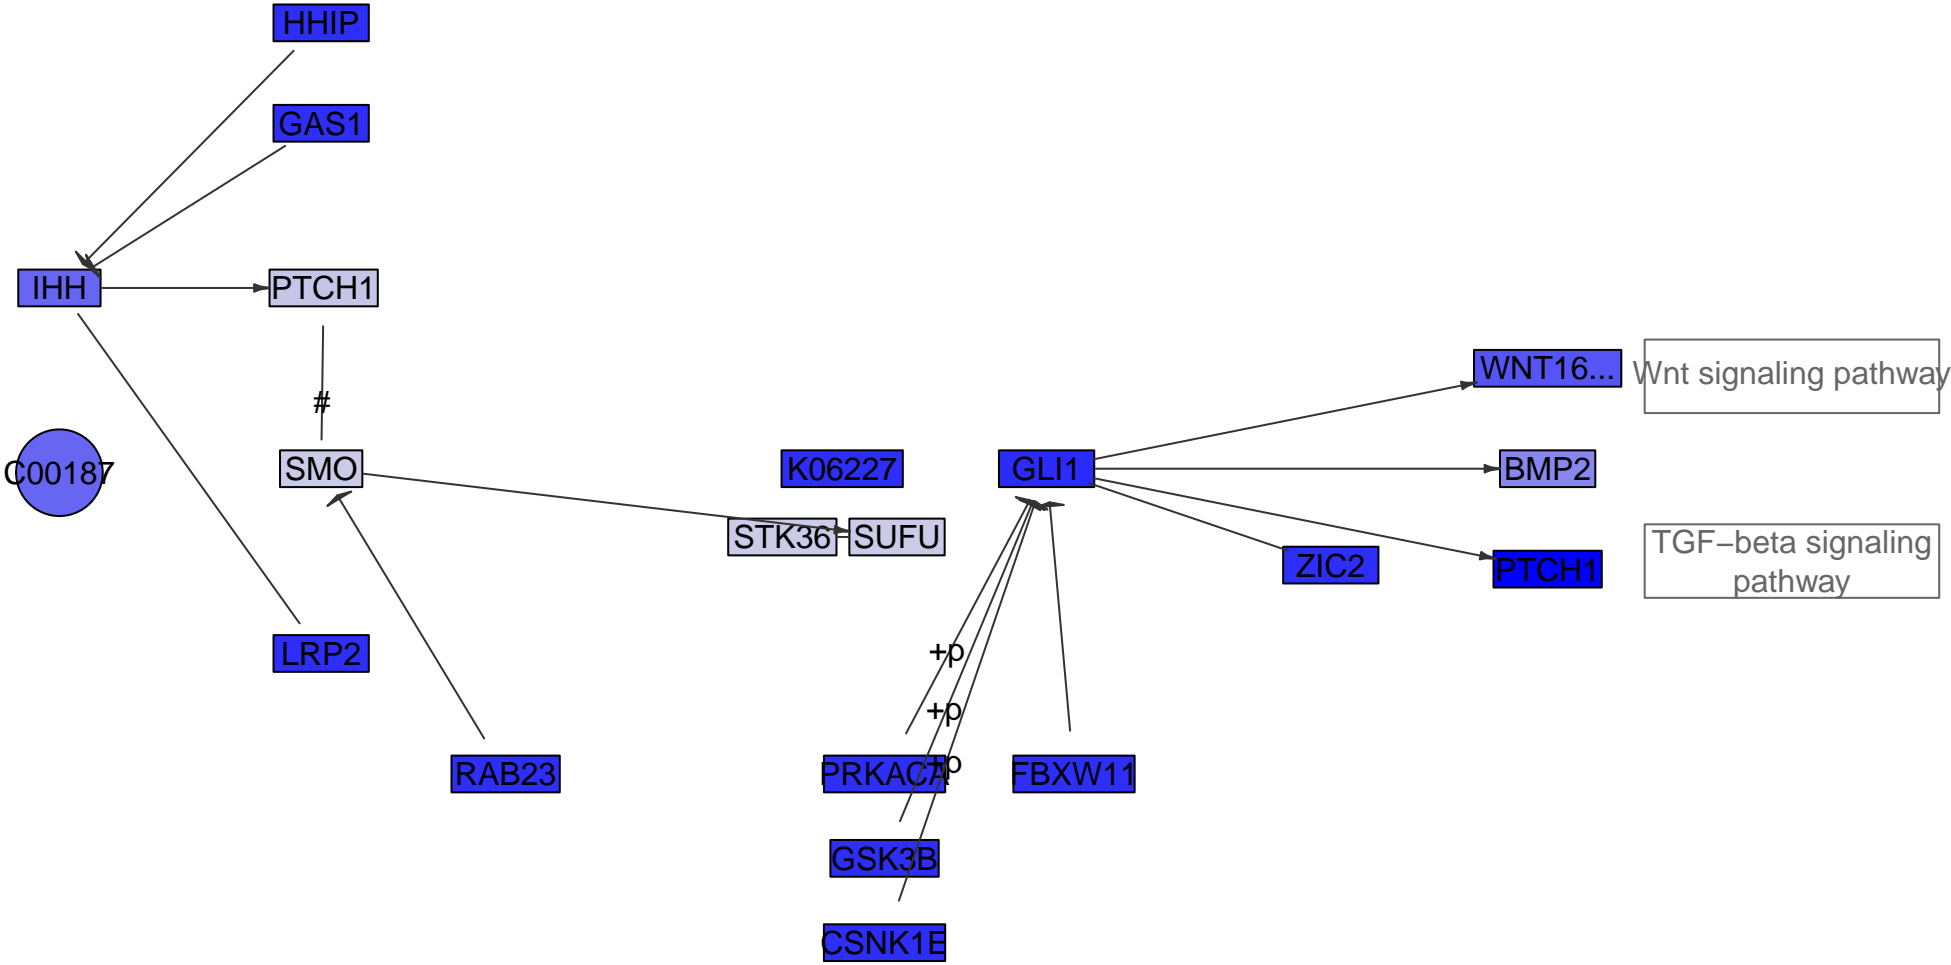 HHIP
GAS1
IHH
PTCH1
#
WNT16...
Wnt signaling pathway
C00187
SMO
K06227
GLI1
BMP2
STK36
SUFU
ZIC2
PTCH1
TGF−beta signaling
pathway
LRP2
+p
+p
+p
RAB23
PRKACA
FBXW11
GSK3B
CSNK1E